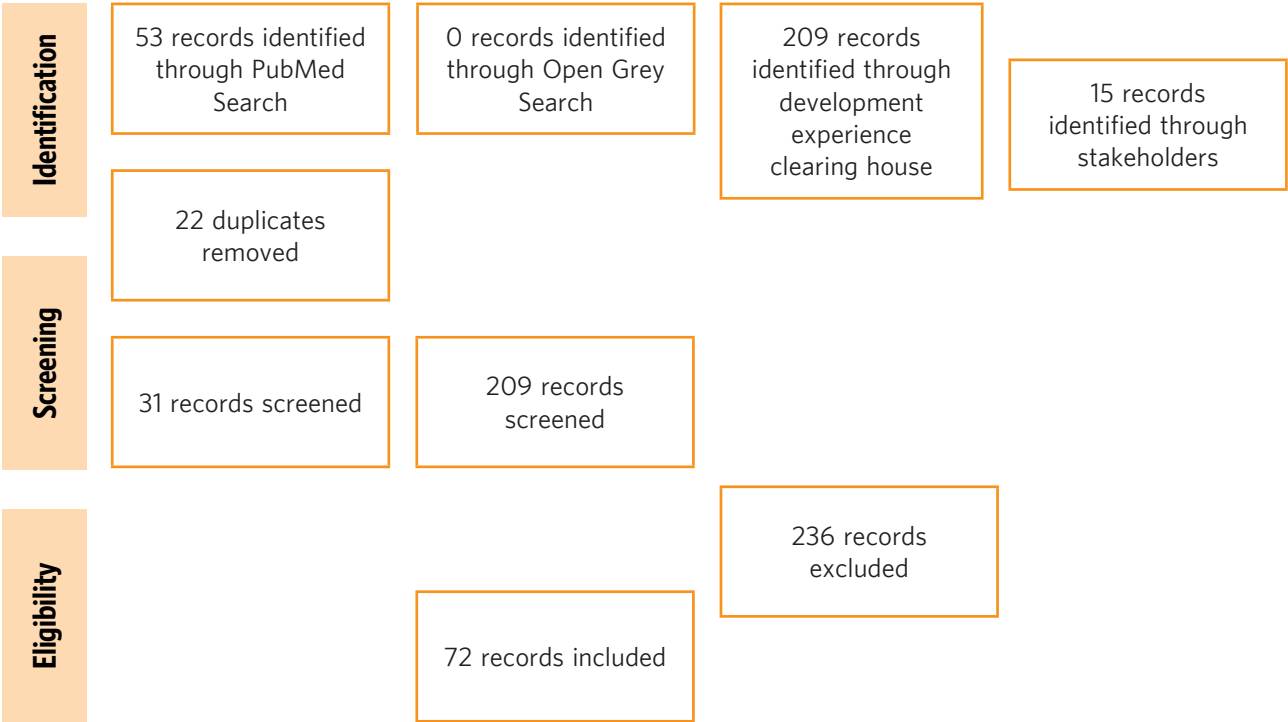 Identification
53 records identified
through PubMed
Search
0 records identified
through Open Grey
Search
209 records
identified through
development
experience
clearing house
15 records
identified through
stakeholders
22 duplicates
removed
Screening
31 records screened
209 records
screened
Eligibility
236 records
excluded
72 records included